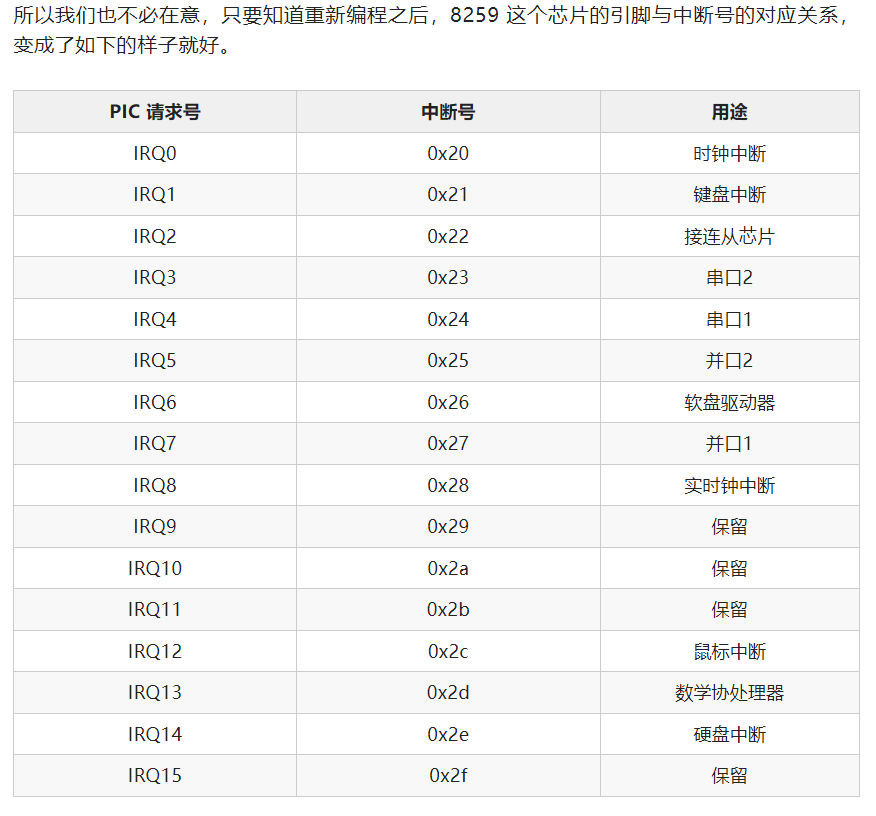 所以我们也不必在意，只要知道重新编程之后，8259 这个芯片的引脚与中断号的对应关系，
变成了如下的样子就好。
PIC 请求号 中断号 用途
IRQ0 0x20 时钟中断
IRQ1 0x21 键盘中断
IRQ2 0x22 接连从芯片
IRQ3 0x23 串口2
IRQ4 0x24 串口1
IRQ5 0x25 并口2
IRQ6 0x26 软盘驱动器
IRQ7 0x27 并口1
IRQ8 0x28 实时钟中断
IRQ9 0x29 保留
IRQ10 0x2a 保留
IRQ11 0x2b 保留
IRQ12 0x2c 鼠标中断
IRQ13 0x2d 数学协处理器
IRQ14 0x2e 硬盘中断
IRQ15 0x2f 保留